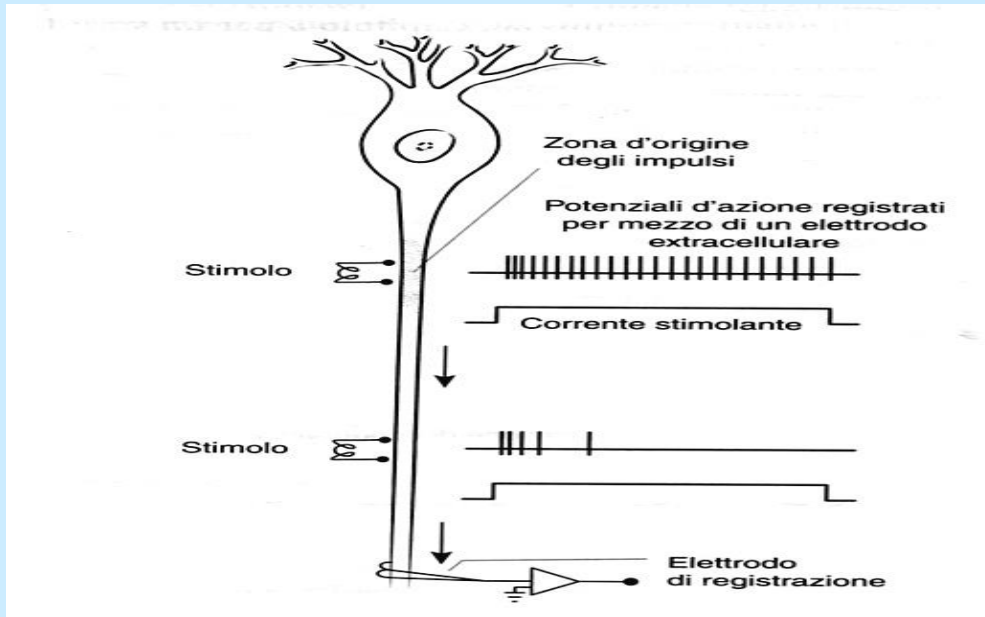 Zona d'origine
degli impulsi
Potenziali d'azione registrati
per mezzo di un elettrodo
extracellulare
Stimolo
Corrente stimolante
Stimolo
Elettrodo
di registrazione